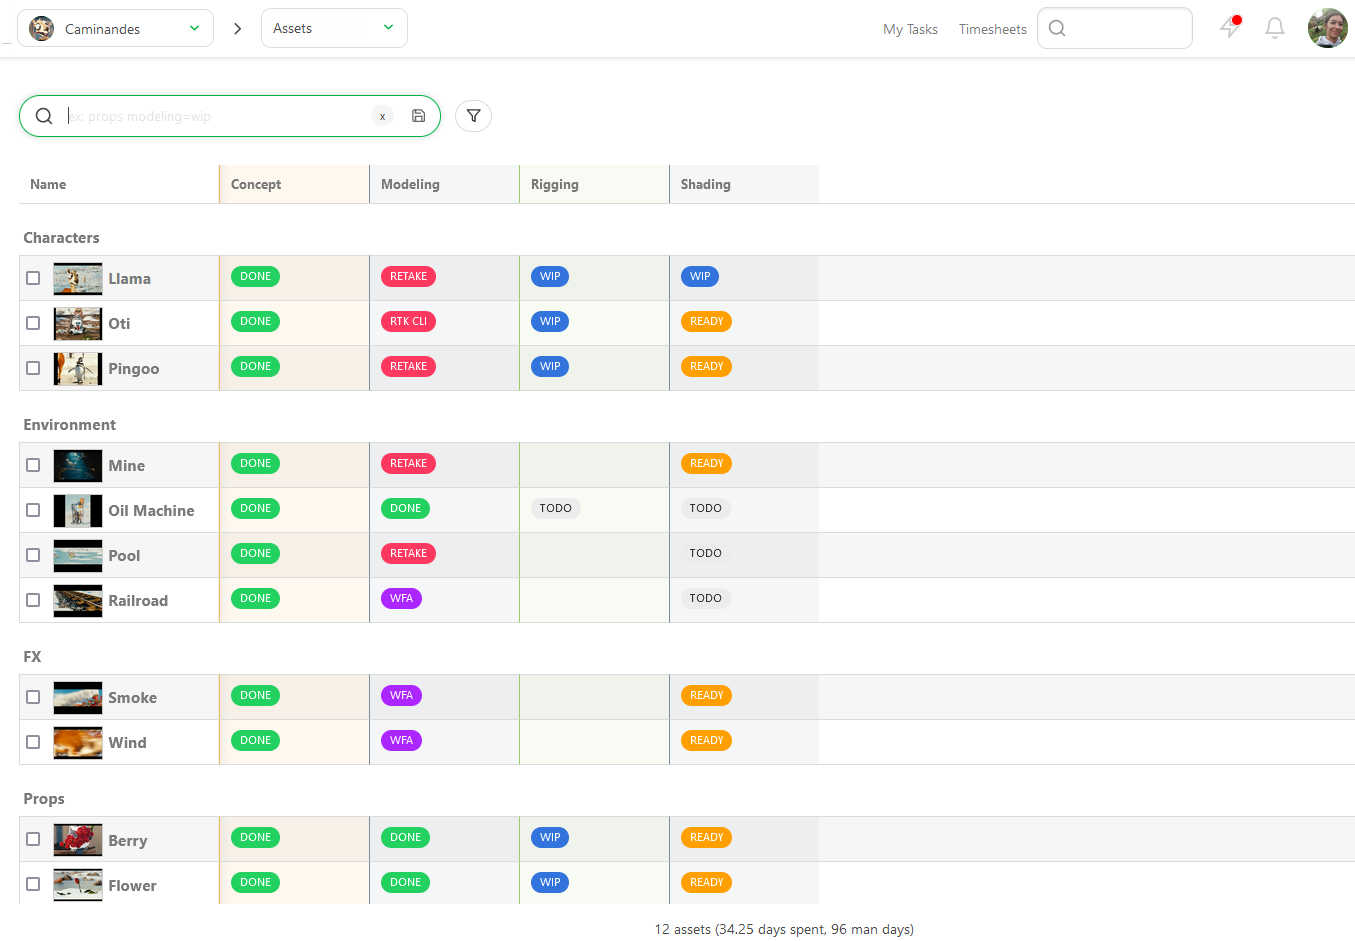 Caminandes
Assets
My Tasks
Timesheets
ex: props modeling=wip
x
Name Concept Modeling Rigging Shading
Characters
Llama DONE RETAKE WIP WIP
Oti DONE RTK CLI WIP READY
Pingoo DONE RETAKE WIP READY
Environment
Mine DONE RETAKE READY
Oil Machine DONE DONE TODO TODO
Pool DONE RETAKE TODO
Railroad DONE WFA TODO
FX
Smoke DONE WFA READY
Wind DONE WFA READY
Props
Berry DONE DONE WIP READY
Flower DONE DONE WIP READY
12 assets (34.25 days spent, 96 man days)